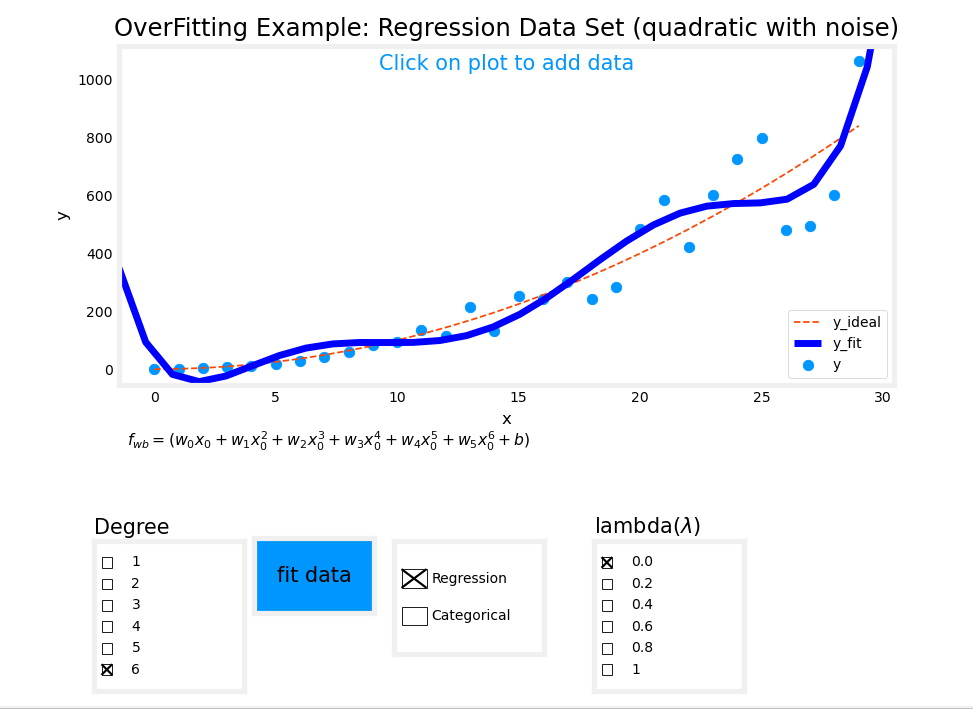 OverFitting Example: Regression Data Set (quadratic with noise)
Click on plot to add data
1000
800
600
400
200
0
y
y_ideal
y_fit
y
0 5 10 15 20 25 30
x
f_{wb} = (w_0x_0 + w_1x_0^2 + w_2x_0^3 + w_3x_0^4 + w_4x_0^5 + w_5x_0^6 + b)
Degree
1
2
3
4
5
6
fit data
Regression
Categorical
lambda(λ)
0.0
0.2
0.4
0.6
0.8
1